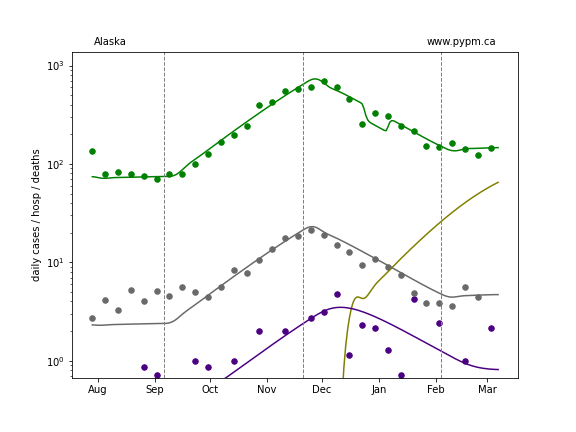 Alaska www.pypm.ca
daily cases / hosp / deaths
10³
10²
10¹
10⁰
Aug Sep Oct Nov Dec Jan Feb Mar